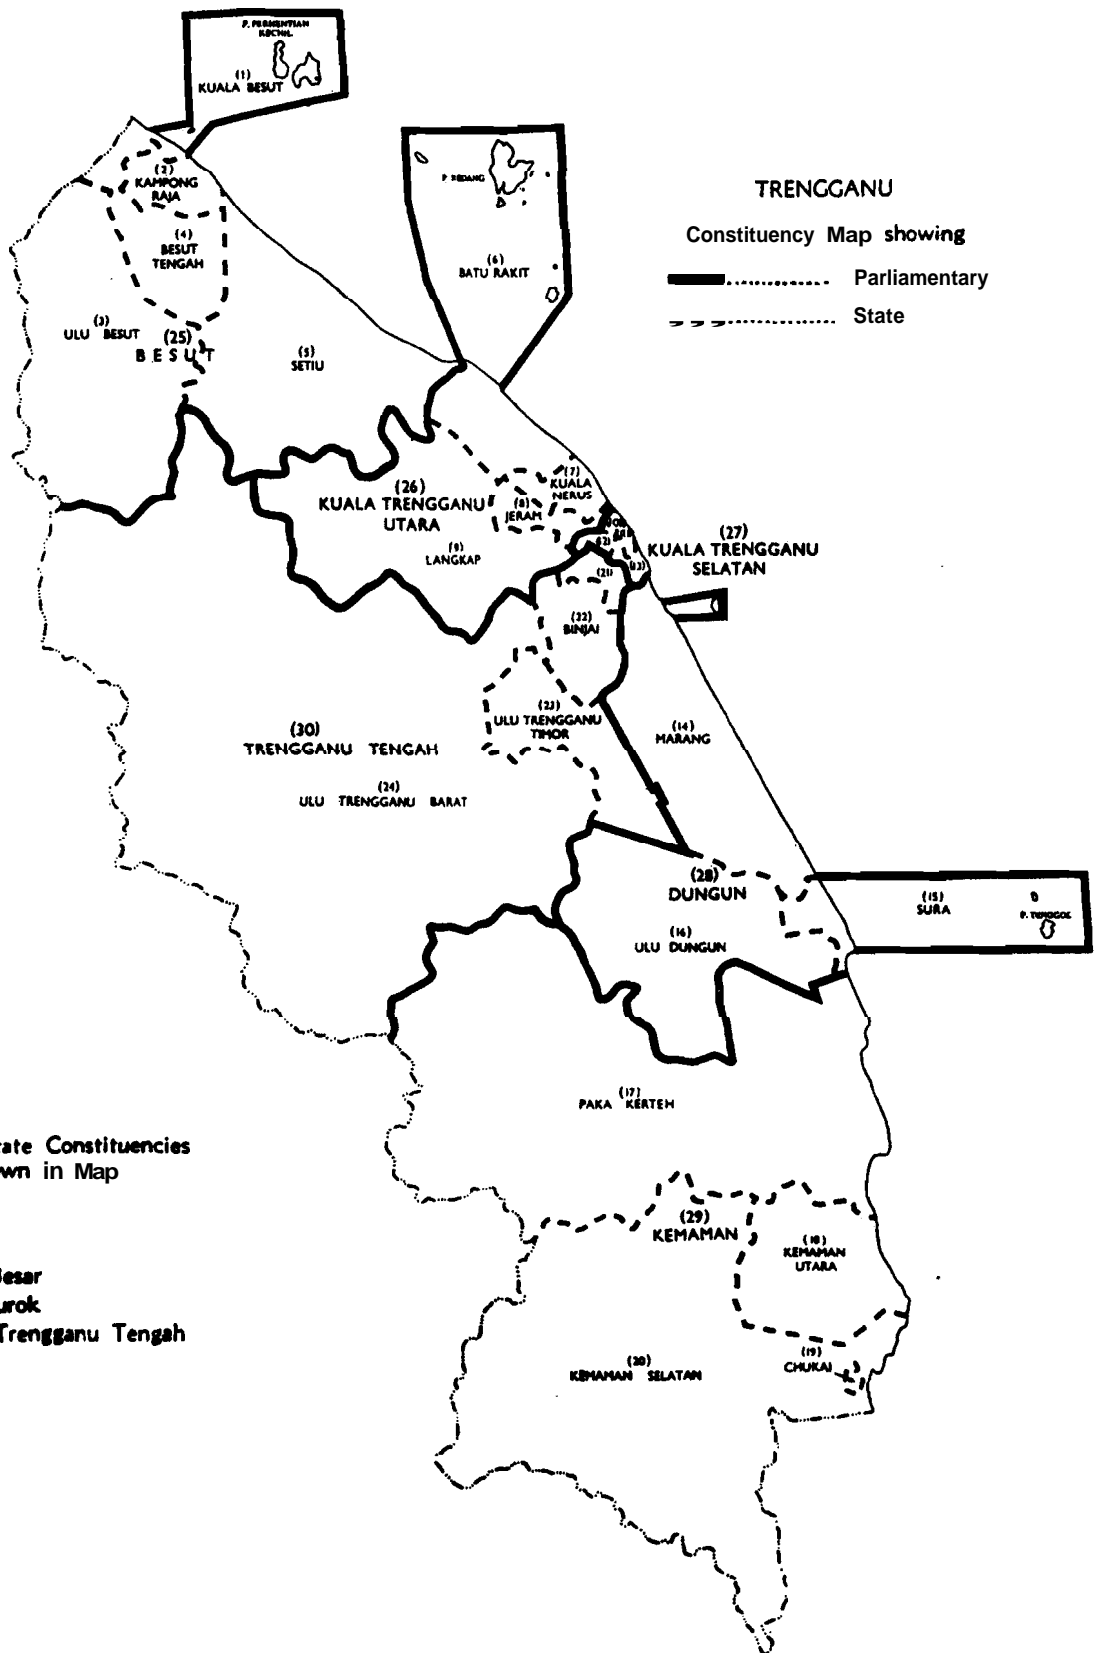 P. PERHENTIAN
KECHIL
(1)
KUALA BESUT
(2)
KAMPONG
RAJA
(4)
BESUT
TENGAH
(3)
ULU BESUT
(25)
BESUT
(5)
SETIU
P. REDANG
(6)
BATU RAKIT
TRENGGANU
Constituency Map showing
Parliamentary
State
(7)
KUALA
NERUS
(8)
JERAM
(26)
KUALA TRENGGANU
UTARA
(9)
LANGKAP
(12)
(13)
(27)
KUALA TRENGGANU
SELATAN
(21)
(22)
BINJAI
(23)
ULU TRENGGANU
TIMOR
(14)
MARANG
(30)
TRENGGANU TENGAH
(24)
ULU TRENGGANU BARAT
(28)
DUNGUN
(15)
SURA
P. TENGGOL
(16)
ULU DUNGUN
(17)
PAKA KERTEH
ate Constituencies
wn in Map
Besar
urok
Trengganu Tengah
(29)
KEMAMAN
(18)
KEMAMAN
UTARA
(19)
CHUKAI
(20)
KEMAMAN SELATAN